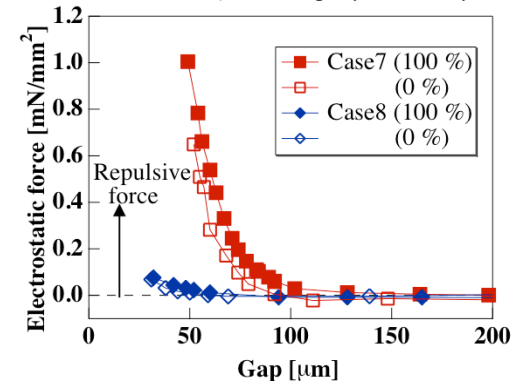 1.2
1.0
0.8
0.6
0.4
0.2
0.0
Electrostatic force [mN/mm²]
Case7 (100 %)
(0 %)
Case8 (100 %)
(0 %)
Repulsive
force
0
50
100
150
200
Gap [μm]